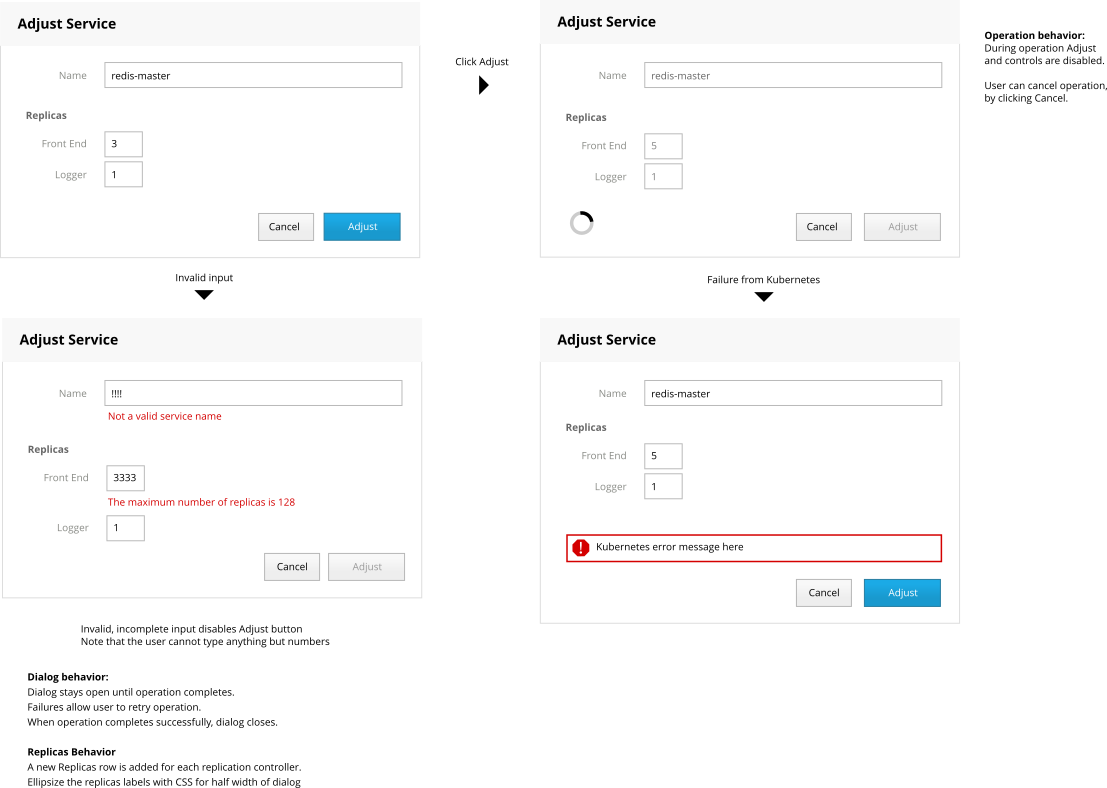 Adjust Service
Name
redis-master
Replicas
Front End
3
Logger
1
Cancel
Adjust
Click Adjust
Adjust Service
Name
redis-master
Replicas
Front End
5
Logger
1
Cancel
Adjust
Operation behavior:
During operation Adjust
and controls are disabled.
User can cancel operation,
by clicking Cancel.
Invalid input
Failure from Kubernetes
Adjust Service
Name
!!!!
Not a valid service name
Replicas
Front End
3333
The maximum number of replicas is 128
Logger
1
Cancel
Adjust
Adjust Service
Name
redis-master
Replicas
Front End
5
Logger
1
Kubernetes error message here
Cancel
Adjust
Invalid, incomplete input disables Adjust button
Note that the user cannot type anything but numbers
Dialog behavior:
Dialog stays open until operation completes.
Failures allow user to retry operation.
When operation completes successfully, dialog closes.
Replicas Behavior
A new Replicas row is added for each replication controller.
Ellipsize the replicas labels with CSS for half width of dialog